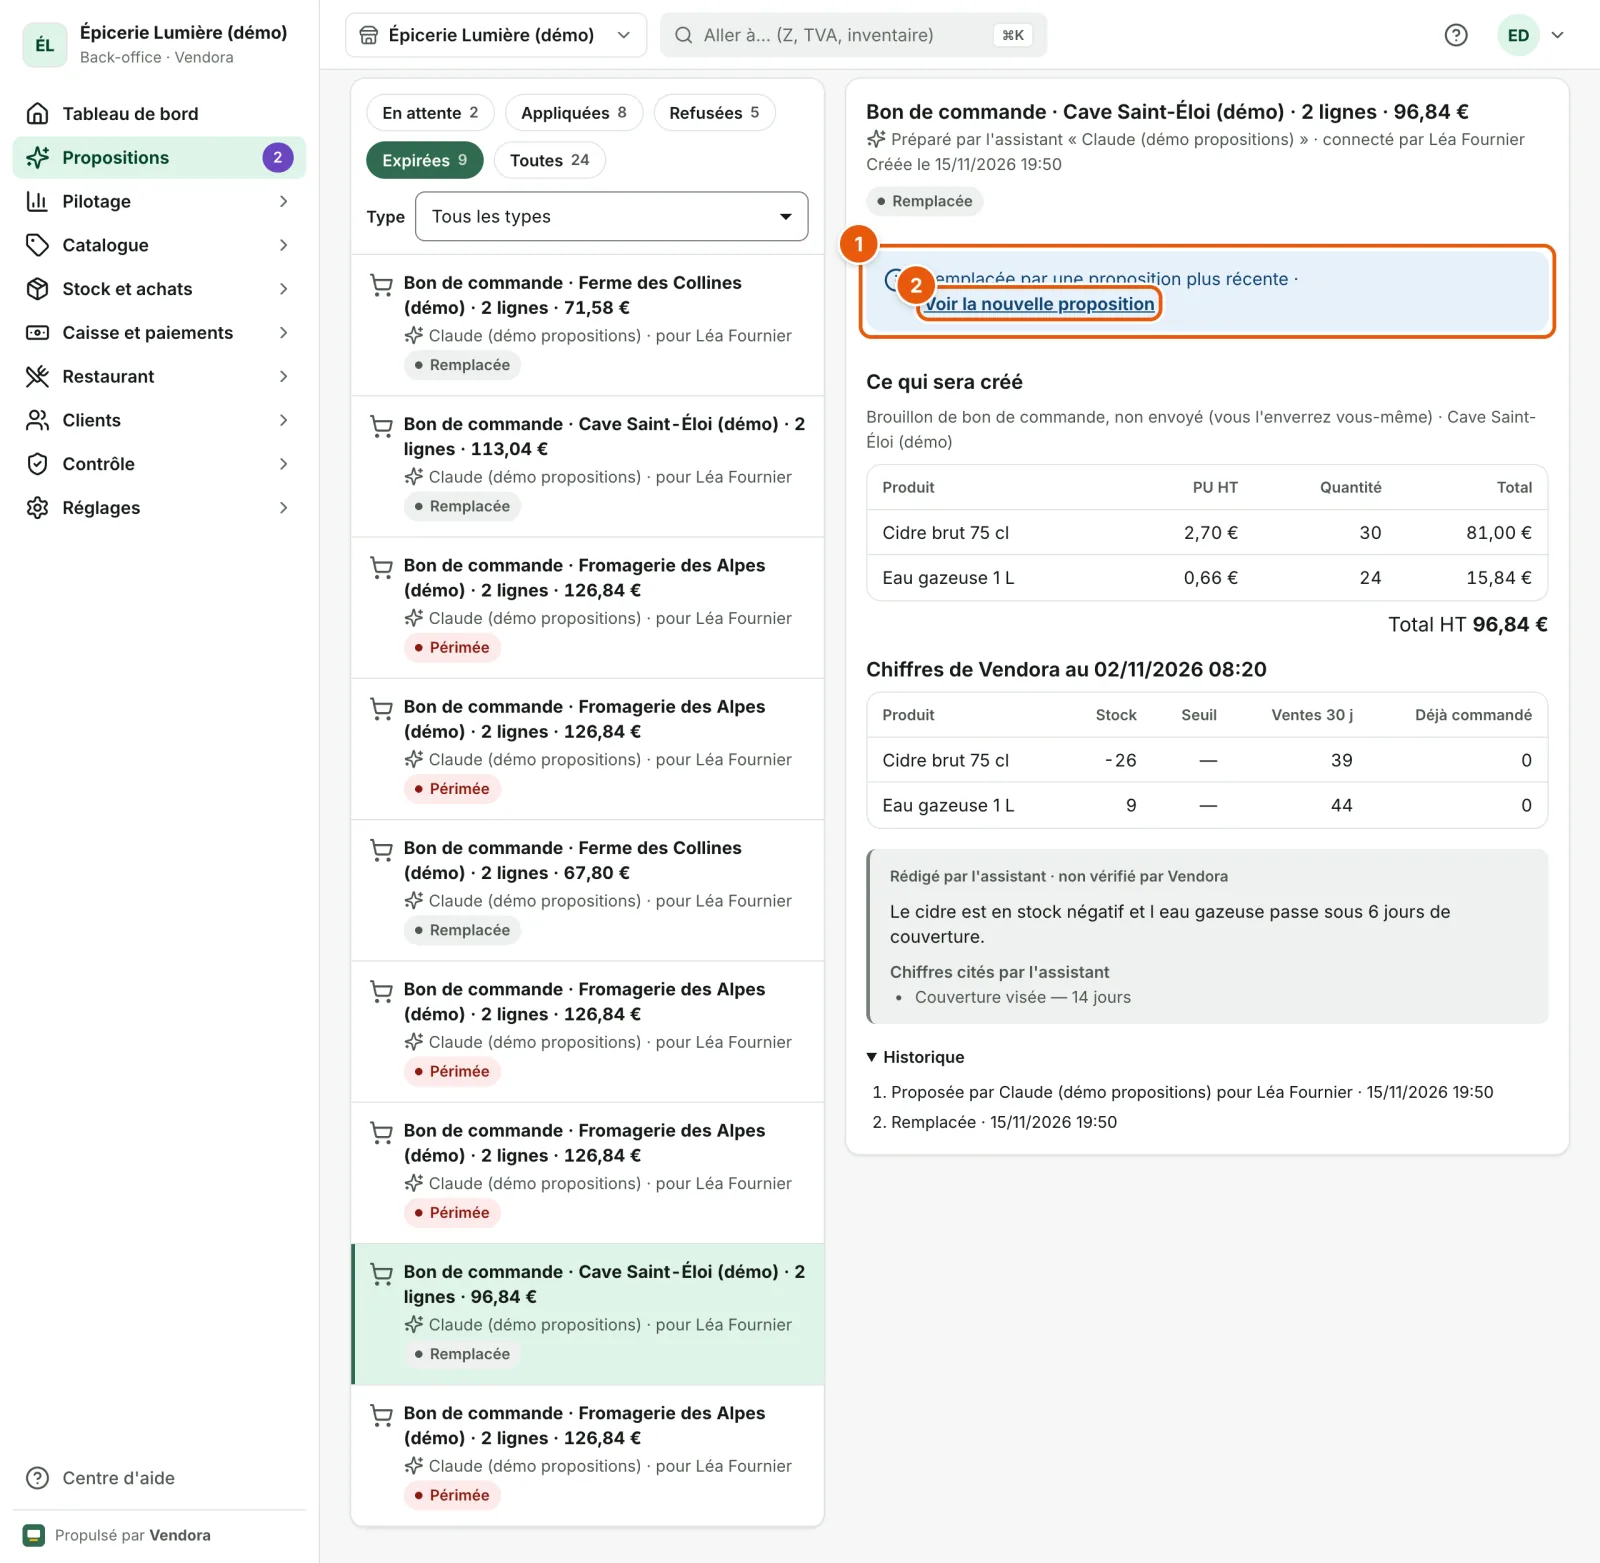 ÉL
Épicerie Lumière (démo)
Back-office · Vendora
Tableau de bord
Propositions 2
Pilotage
Catalogue
Stock et achats
Caisse et paiements
Restaurant
Clients
Contrôle
Réglages
Centre d'aide
Propulsé par Vendora
Épicerie Lumière (démo)
Aller à... (Z, TVA, inventaire) ⌘K
ED
En attente 2 Appliquées 8 Refusées 5
Expirées 9 Toutes 24
Type Tous les types
Bon de commande · Ferme des Collines
(démo) · 2 lignes · 71,58 €
Claude (démo propositions) · pour Léa Fournier
Remplacée
Bon de commande · Cave Saint-Éloi (démo) · 2
lignes · 113,04 €
Claude (démo propositions) · pour Léa Fournier
Remplacée
Bon de commande · Fromagerie des Alpes
(démo) · 2 lignes · 126,84 €
Claude (démo propositions) · pour Léa Fournier
Périmée
Bon de commande · Fromagerie des Alpes
(démo) · 2 lignes · 126,84 €
Claude (démo propositions) · pour Léa Fournier
Périmée
Bon de commande · Ferme des Collines
(démo) · 2 lignes · 67,80 €
Claude (démo propositions) · pour Léa Fournier
Remplacée
Bon de commande · Fromagerie des Alpes
(démo) · 2 lignes · 126,84 €
Claude (démo propositions) · pour Léa Fournier
Périmée
Bon de commande · Fromagerie des Alpes
(démo) · 2 lignes · 126,84 €
Claude (démo propositions) · pour Léa Fournier
Périmée
Bon de commande · Cave Saint-Éloi (démo) · 2
lignes · 96,84 €
Claude (démo propositions) · pour Léa Fournier
Remplacée
Bon de commande · Fromagerie des Alpes
(démo) · 2 lignes · 126,84 €
Claude (démo propositions) · pour Léa Fournier
Périmée
Bon de commande · Cave Saint-Éloi (démo) · 2 lignes · 96,84 €
Préparé par l'assistant « Claude (démo propositions) » · connecté par Léa Fournier
Créée le 15/11/2026 19:50
Remplacée
1
par une proposition plus récente ·
2
Voir la nouvelle proposition
Ce qui sera créé
Brouillon de bon de commande, non envoyé (vous l'enverrez vous-même) · Cave Saint-
Éloi (démo)
Produit PU HT Quantité Total
Cidre brut 75 cl 2,70 € 30 81,00 €
Eau gazeuse 1 L 0,66 € 24 15,84 €
Total HT 96,84 €
Chiffres de Vendora au 02/11/2026 08:20
Produit Stock Seuil Ventes 30 j Déjà commandé
Cidre brut 75 cl -26 — 39 0
Eau gazeuse 1 L 9 — 44 0
Rédigé par l'assistant · non vérifié par Vendora
Le cidre est en stock négatif et l eau gazeuse passe sous 6 jours de
couverture.
Chiffres cités par l'assistant
• Couverture visée — 14 jours
▼ Historique
1. Proposée par Claude (démo propositions) pour Léa Fournier · 15/11/2026 19:50
2. Remplacée · 15/11/2026 19:50